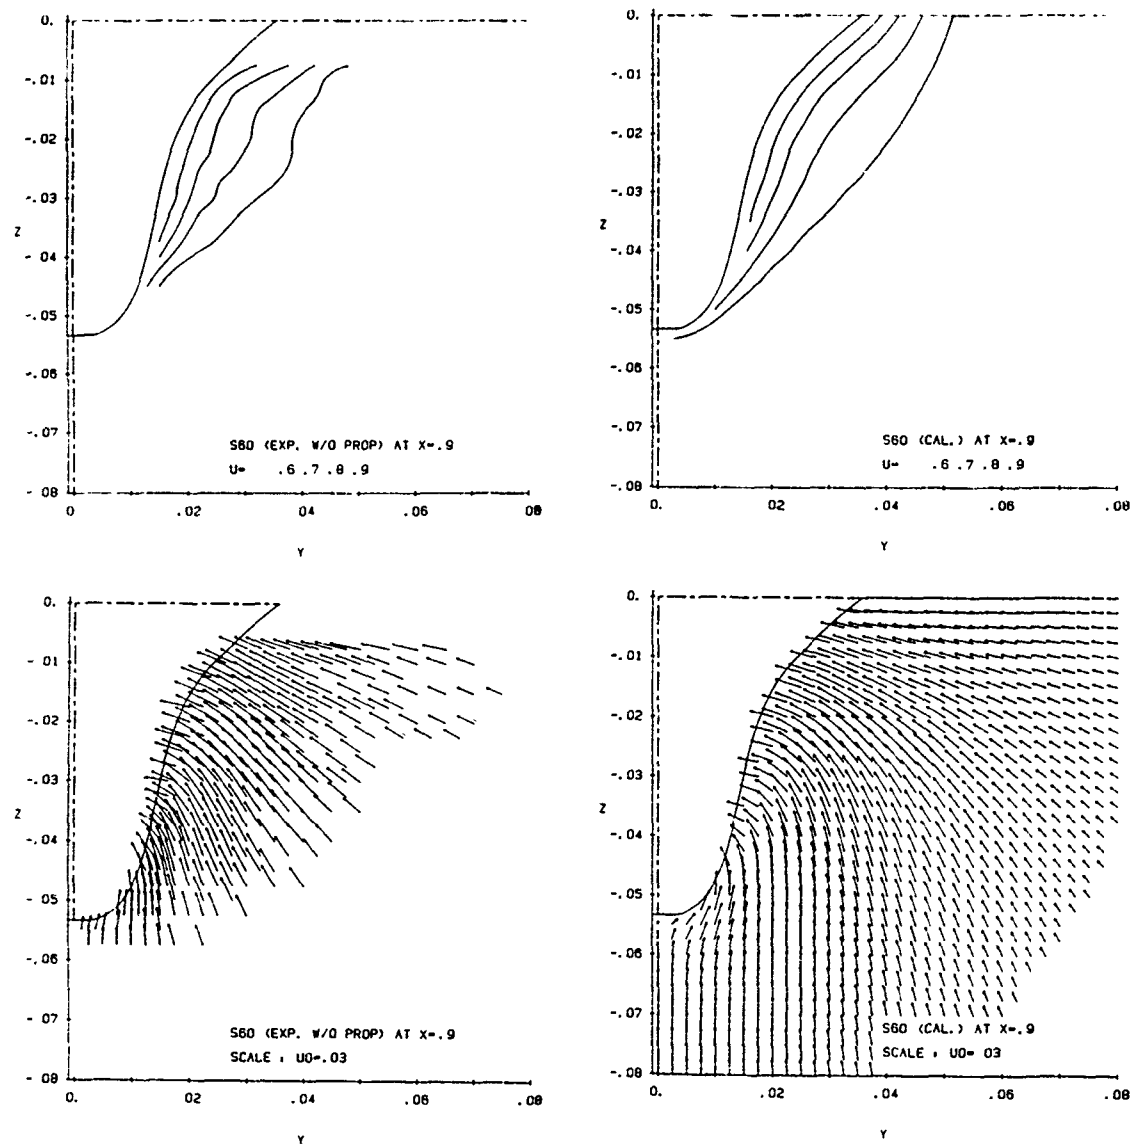 0.
-.01
-.02
-.03
Z
-.04
-.05
-.06
-.07
-.08
S60 (EXP. W/O PROP) AT X=.9
U= .6 .7 .8 .9
0. .02 .04 .06 .08
Y
0.
-.01
-.02
-.03
Z
-.04
-.05
-.06
-.07
-.08
S60 (CAL.) AT X=.9
U= .6 .7 .8 .9
0. .02 .04 .06 .08
Y
0.
-.01
-.02
-.03
Z
-.04
-.05
-.06
-.07
-.08
S60 (EXP. W/O PROP) AT X=.9
SCALE : U0=.03
0. .02 .04 .06 .08
Y
0.
-.01
-.02
-.03
Z
-.04
-.05
-.06
-.07
-.08
S60 (CAL.) AT X=.9
SCALE : U0=.03
0. .02 .04 .06 .08
Y